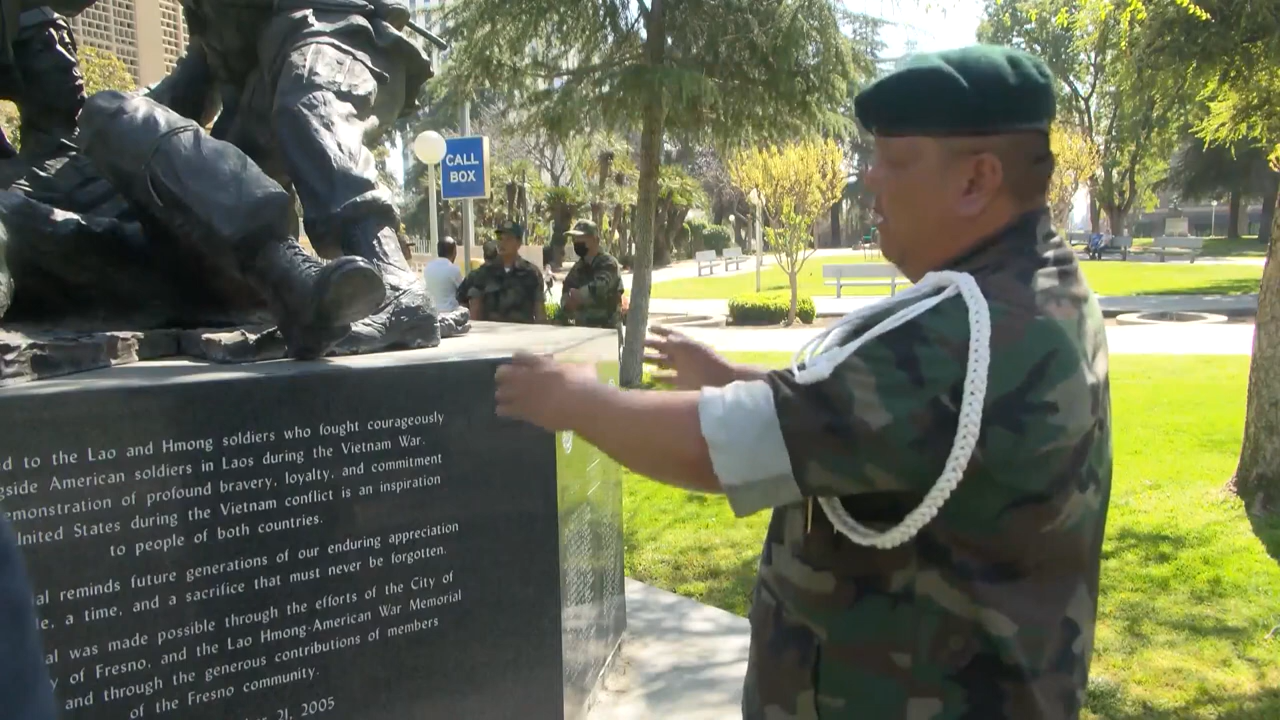 CALL
BOX
to the Lao and Hmong soldiers who fought courageously
American soldiers in Laos during the Vietnam War.
of profound bravery, loyalty, and commitment
United States during the Vietnam conflict is an inspiration
to people of both countries.
reminds future generations of our enduring appreciation
a time, and a sacrifice that must never be forgotten.
was made possible through the efforts of the City of
of Fresno, and the Lao Hmong-American War Memorial
and through the generous contributions of members
of the Fresno community.
21, 2005